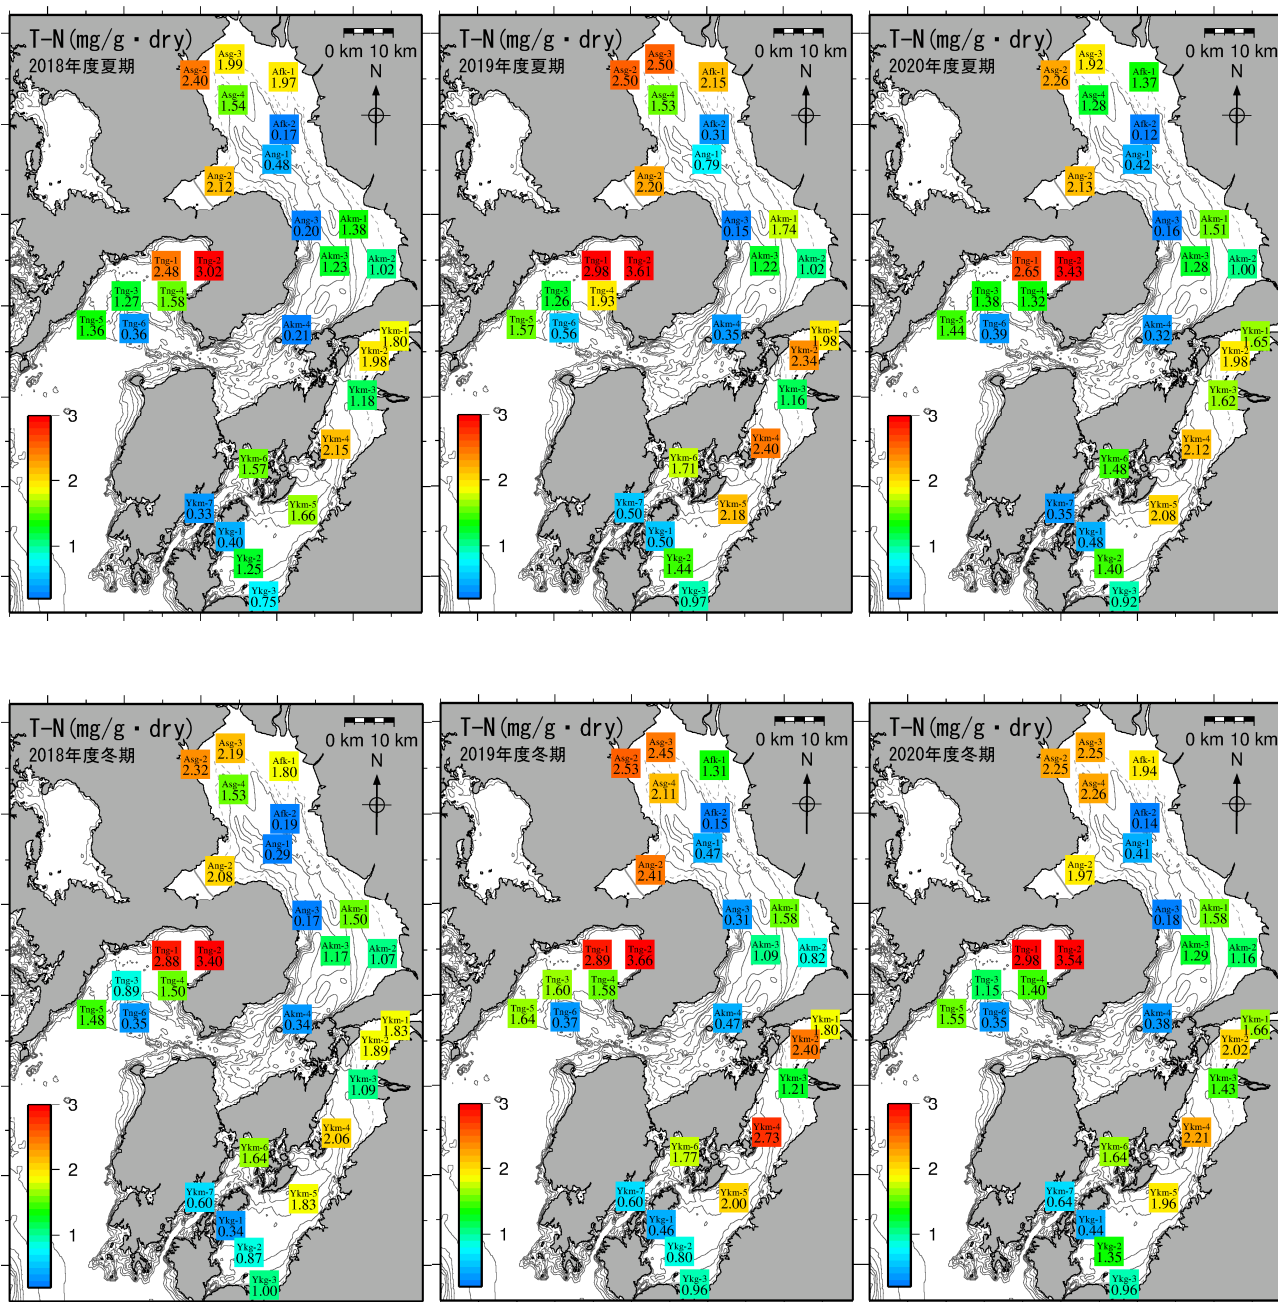 T-N(mg/g・dry)
2018年度夏期
0 km 10 km
N
Asg-3
1.99
Asg-2
2.40
Afk-1
1.97
Asg-4
1.54
Afk-2
0.17
Ang-1
0.48
Ang-2
2.12
Ang-3
0.20
Akm-1
1.38
Akm-3
1.23
Akm-2
1.02
Tng-1
2.48
Tng-2
3.02
Tng-3
1.27
Tng-4
1.58
Tng-5
1.36
Tng-6
0.36
Akm-4
0.21
Ykm-1
1.80
Ykm-2
1.98
Ykm-3
1.18
Ykm-4
2.15
Ykm-6
1.57
Ykm-7
0.33
Ykm-5
1.66
Ykg-1
0.40
Ykg-2
1.25
Ykg-3
0.75
3
2
1
T-N(mg/g・dry)
2019年度夏期
0 km 10 km
N
Asg-3
2.50
Asg-2
2.50
Afk-1
2.15
Asg-4
1.53
Afk-2
0.31
Ang-1
0.79
Ang-2
2.20
Ang-3
0.15
Akm-1
1.74
Akm-3
1.22
Akm-2
1.02
Tng-1
2.98
Tng-2
3.61
Tng-3
1.26
Tng-4
1.93
Tng-5
1.57
Tng-6
0.56
Akm-4
0.35
Ykm-1
1.98
Ykm-2
2.34
Ykm-3
1.16
Ykm-4
2.40
Ykm-6
1.71
Ykm-7
0.50
Ykm-5
2.18
Ykg-1
0.50
Ykg-2
1.44
Ykg-3
0.97
3
2
1
T-N(mg/g・dry)
2020年度夏期
0 km 10 km
N
Asg-3
1.92
Asg-2
2.26
Afk-1
1.37
Asg-4
1.28
Afk-2
0.12
Ang-1
0.42
Ang-2
2.13
Ang-3
0.16
Akm-1
1.51
Akm-3
1.28
Akm-2
1.00
Tng-1
2.65
Tng-2
3.43
Tng-3
1.38
Tng-4
1.32
Tng-5
1.44
Tng-6
0.39
Akm-4
0.32
Ykm-1
1.65
Ykm-2
1.98
Ykm-3
1.62
Ykm-4
2.12
Ykm-6
1.48
Ykm-7
0.35
Ykm-5
2.08
Ykg-1
0.48
Ykg-2
1.40
Ykg-3
0.92
3
2
1
T-N(mg/g・dry)
2018年度冬期
0 km 10 km
N
Asg-3
2.19
Asg-2
2.32
Afk-1
1.80
Asg-4
1.53
Afk-2
0.19
Ang-1
0.29
Ang-2
2.08
Ang-3
0.17
Akm-1
1.50
Akm-3
1.17
Akm-2
1.07
Tng-1
2.88
Tng-2
3.40
Tng-3
0.89
Tng-4
1.50
Tng-5
1.48
Tng-6
0.35
Akm-4
0.34
Ykm-1
1.83
Ykm-2
1.89
Ykm-3
1.09
Ykm-4
2.06
Ykm-6
1.64
Ykm-7
0.60
Ykm-5
1.83
Ykg-1
0.34
Ykg-2
0.87
Ykg-3
1.00
3
2
1
T-N(mg/g・dry)
2019年度冬期
0 km 10 km
N
Asg-3
2.45
Asg-2
2.53
Afk-1
1.31
Asg-4
2.11
Afk-2
0.15
Ang-1
0.47
Ang-2
2.41
Ang-3
0.31
Akm-1
1.58
Akm-3
1.09
Akm-2
0.82
Tng-1
2.89
Tng-2
3.66
Tng-3
1.60
Tng-4
1.58
Tng-5
1.64
Tng-6
0.37
Akm-4
0.47
Ykm-1
1.80
Ykm-2
2.40
Ykm-3
1.21
Ykm-4
2.73
Ykm-6
1.77
Ykm-7
0.60
Ykm-5
2.00
Ykg-1
0.46
Ykg-2
0.80
Ykg-3
0.96
3
2
1
T-N(mg/g・dry)
2020年度冬期
0 km 10 km
N
Asg-3
2.25
Asg-2
2.25
Afk-1
1.94
Asg-4
2.26
Afk-2
0.14
Ang-1
0.41
Ang-2
1.97
Ang-3
0.18
Akm-1
1.58
Akm-3
1.29
Akm-2
1.16
Tng-1
2.98
Tng-2
3.54
Tng-3
1.15
Tng-4
1.40
Tng-5
1.55
Tng-6
0.35
Akm-4
0.38
Ykm-1
1.66
Ykm-2
2.02
Ykm-3
1.43
Ykm-4
2.21
Ykm-6
1.64
Ykm-7
0.64
Ykm-5
1.96
Ykg-1
0.44
Ykg-2
1.35
Ykg-3
0.96
3
2
1